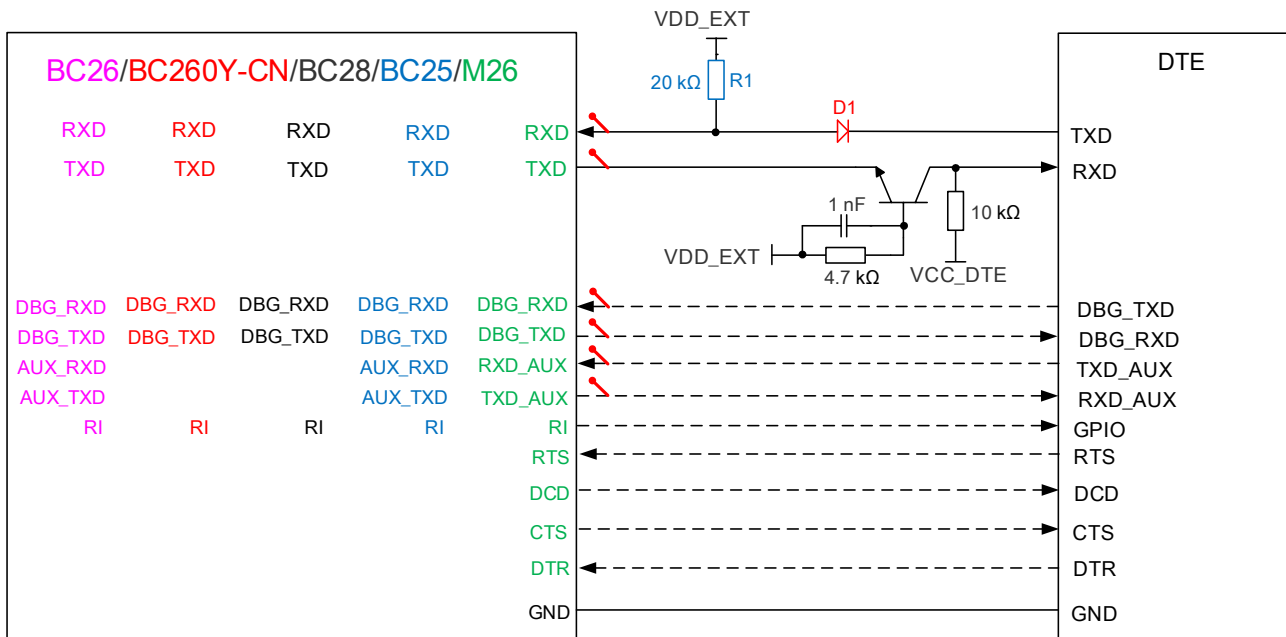 VDD_EXT
BC26/BC260Y-CN/BC28/BC25/M26
DTE
20 kΩ R1
D1
RXD RXD RXD RXD RXD TXD
TXD TXD TXD TXD TXD RXD
1 nF
10 kΩ
VDD_EXT
4.7 kΩ
VCC_DTE
DBG_RXD DBG_RXD DBG_RXD DBG_RXD DBG_RXD DBG_TXD
DBG_TXD DBG_TXD DBG_TXD DBG_TXD DBG_TXD DBG_RXD
AUX_RXD AUX_RXD RXD_AUX TXD_AUX
AUX_TXD AUX_TXD TXD_AUX RXD_AUX
RI RI RI RI RI GPIO
RTS RTS
DCD DCD
CTS CTS
DTR DTR
GND GND